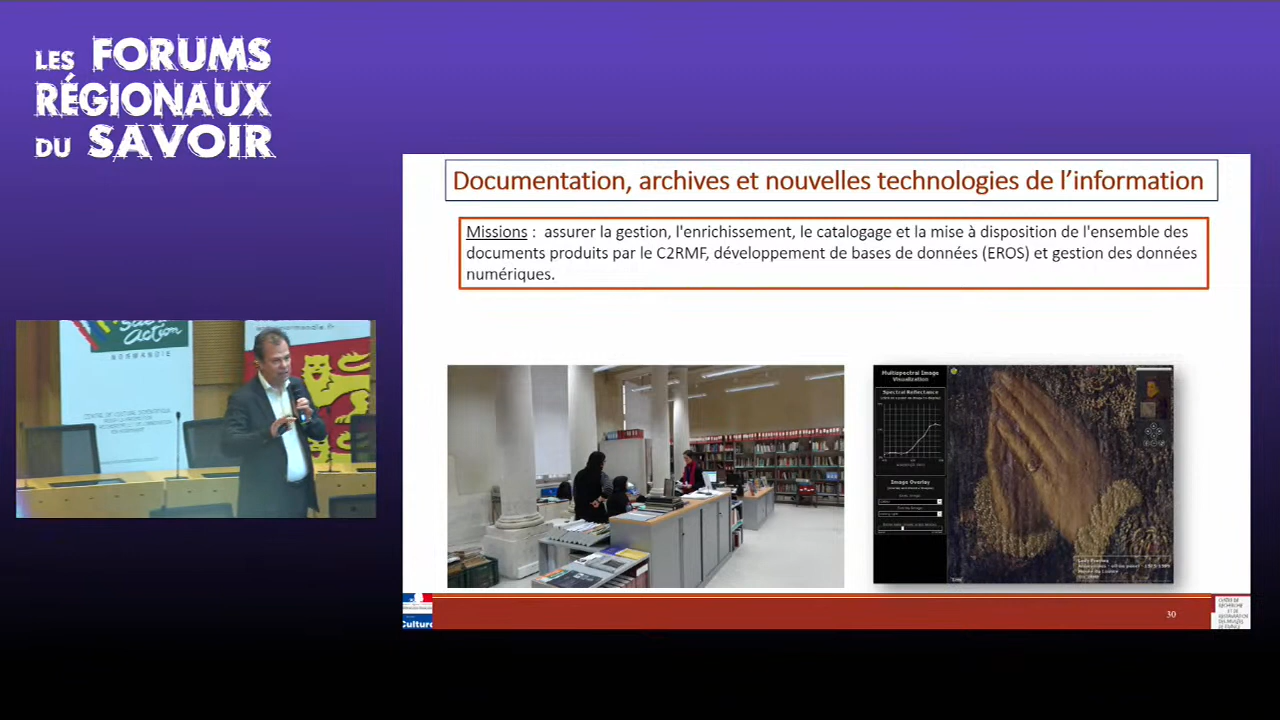 LES FORUMS
RÉGIONAUX
DU SAVOIR
Documentation, archives et nouvelles technologies de l’information
Missions : assurer la gestion, l'enrichissement, le catalogage et la mise à disposition de l'ensemble des
documents produits par le C2RMF, développement de bases de données (EROS) et gestion des données
numériques.
action
NORMANDIE
Multispectral Image
Visualization
Spectral Reflectance
Image Overlay
Culture
30